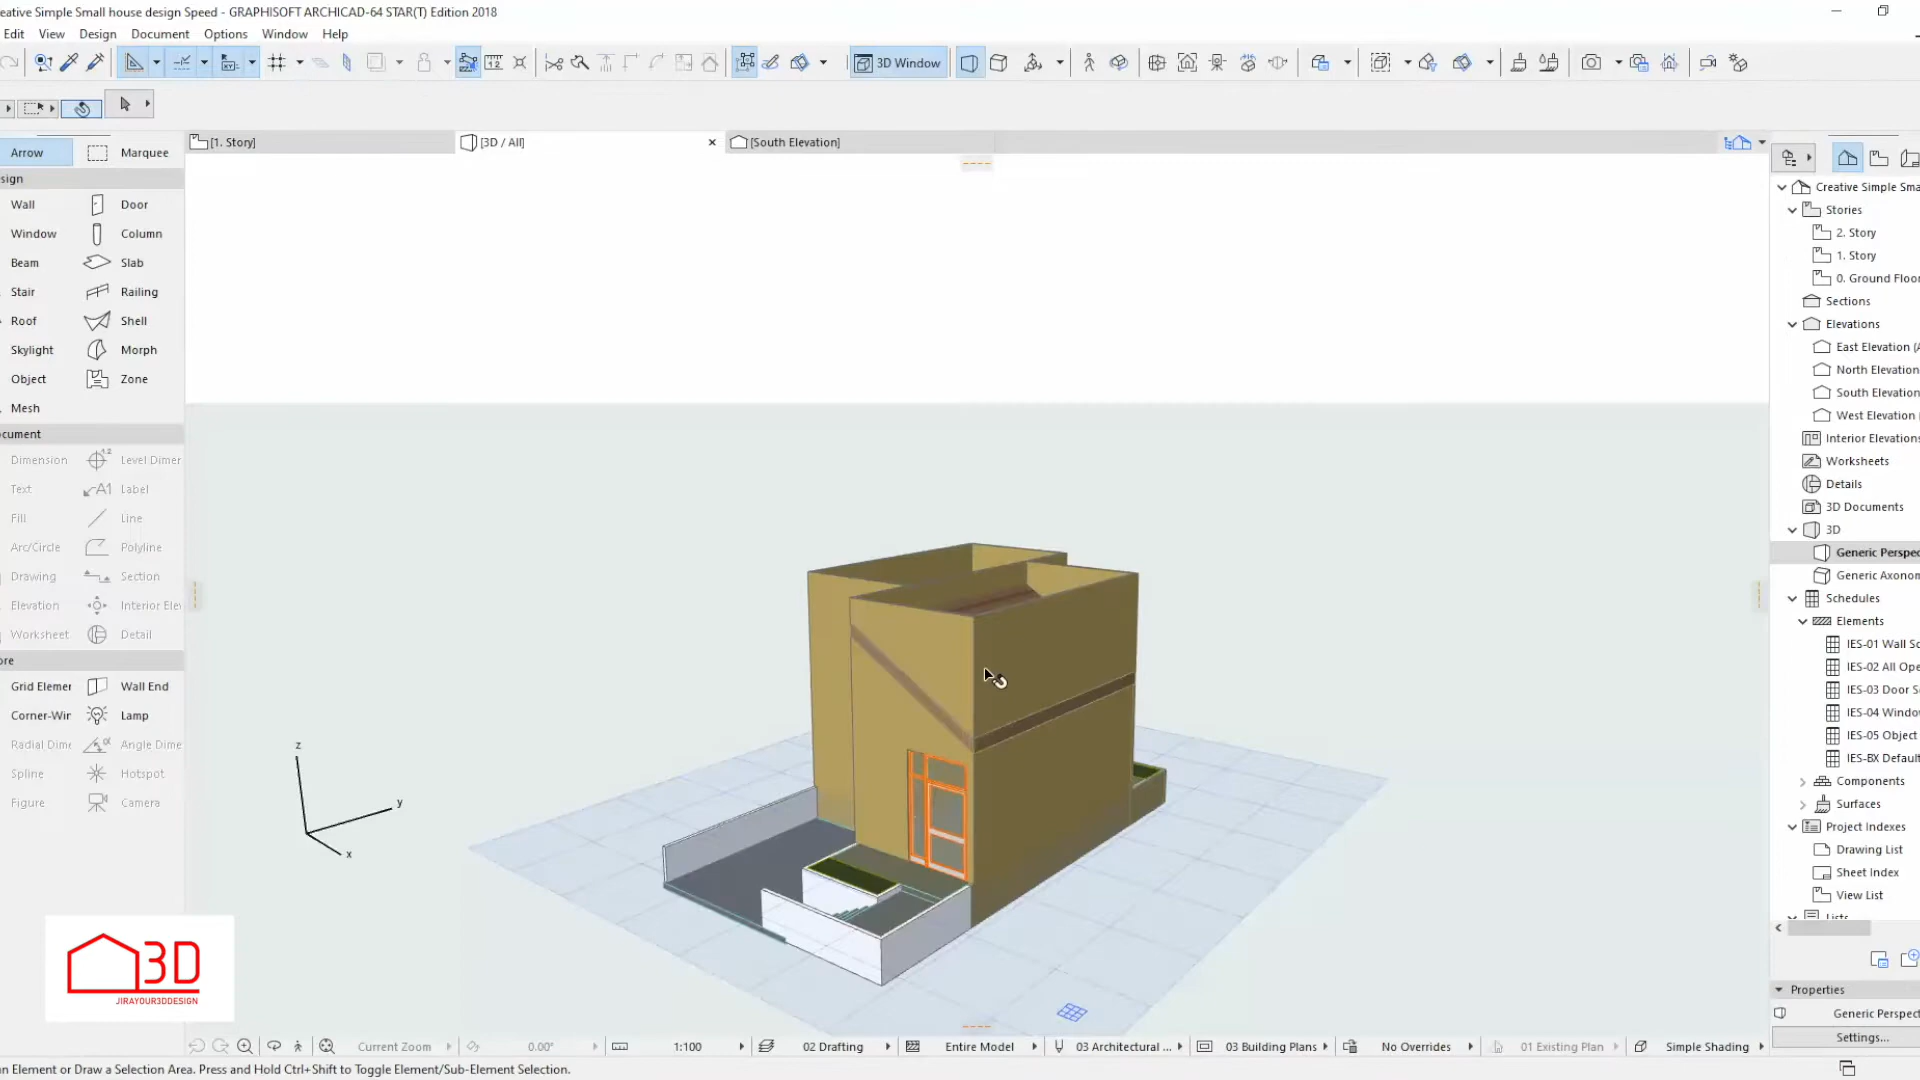 eative Simple Small house design Speed - GRAPHISOFT ARCHICAD-64 STAR(T) Edition 2018
Edit View Design Document Options Window Help
3D Window
[1. Story] [3D / All] [South Elevation]
Arrow Marquee
sign
Wall Door
Window Column
Beam Slab
Stair Railing
Roof Shell
Skylight Morph
Object Zone
Mesh
cument
Dimension Level Dimer
Text A1 Label
Fill Line
Arc/Circle Polyline
Drawing Section
Elevation Interior Ele
Worksheet Detail
ore
Grid Elemer Wall End
Corner-Wir Lamp
Radial Dime Angle Dime
Spline Hotspot
Figure Camera
z
y
x
3D
JIRAYOUR3DDESIGN
Creative Simple Sma
Stories
2. Story
1. Story
0. Ground Floo
Sections
Elevations
East Elevation (A
North Elevation
South Elevation
West Elevation (
Interior Elevations
Worksheets
Details
3D Documents
3D
Generic Perspec
Generic Axonom
Schedules
Elements
IES-01 Wall Sc
IES-02 All Ope
IES-03 Door S
IES-04 Windo
IES-05 Object
IES-BX Default
Components
Surfaces
Project Indexes
Drawing List
Sheet Index
View List
Lists
Properties
Generic Perspect
Settings...
Current Zoom 0.00° 1:100 02 Drafting Entire Model 03 Architectural ... 03 Building Plans No Overrides 01 Existing Plan Simple Shading
an Element or Draw a Selection Area. Press and Hold Ctrl+Shift to Toggle Element/Sub-Element Selection.